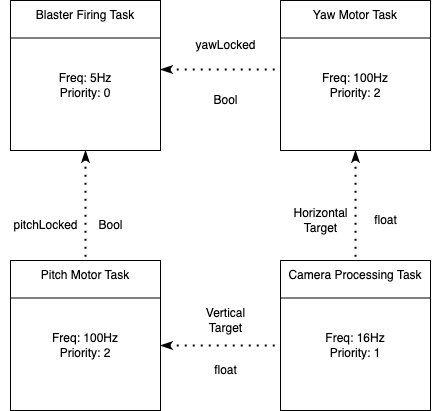 Blaster Firing Task
Freq: 5Hz
Priority: 0
yawLocked
Bool
Yaw Motor Task
Freq: 100Hz
Priority: 2
pitchLocked
Bool
Horizontal
Target
float
Pitch Motor Task
Freq: 100Hz
Priority: 2
Vertical
Target
float
Camera Processing Task
Freq: 16Hz
Priority: 1